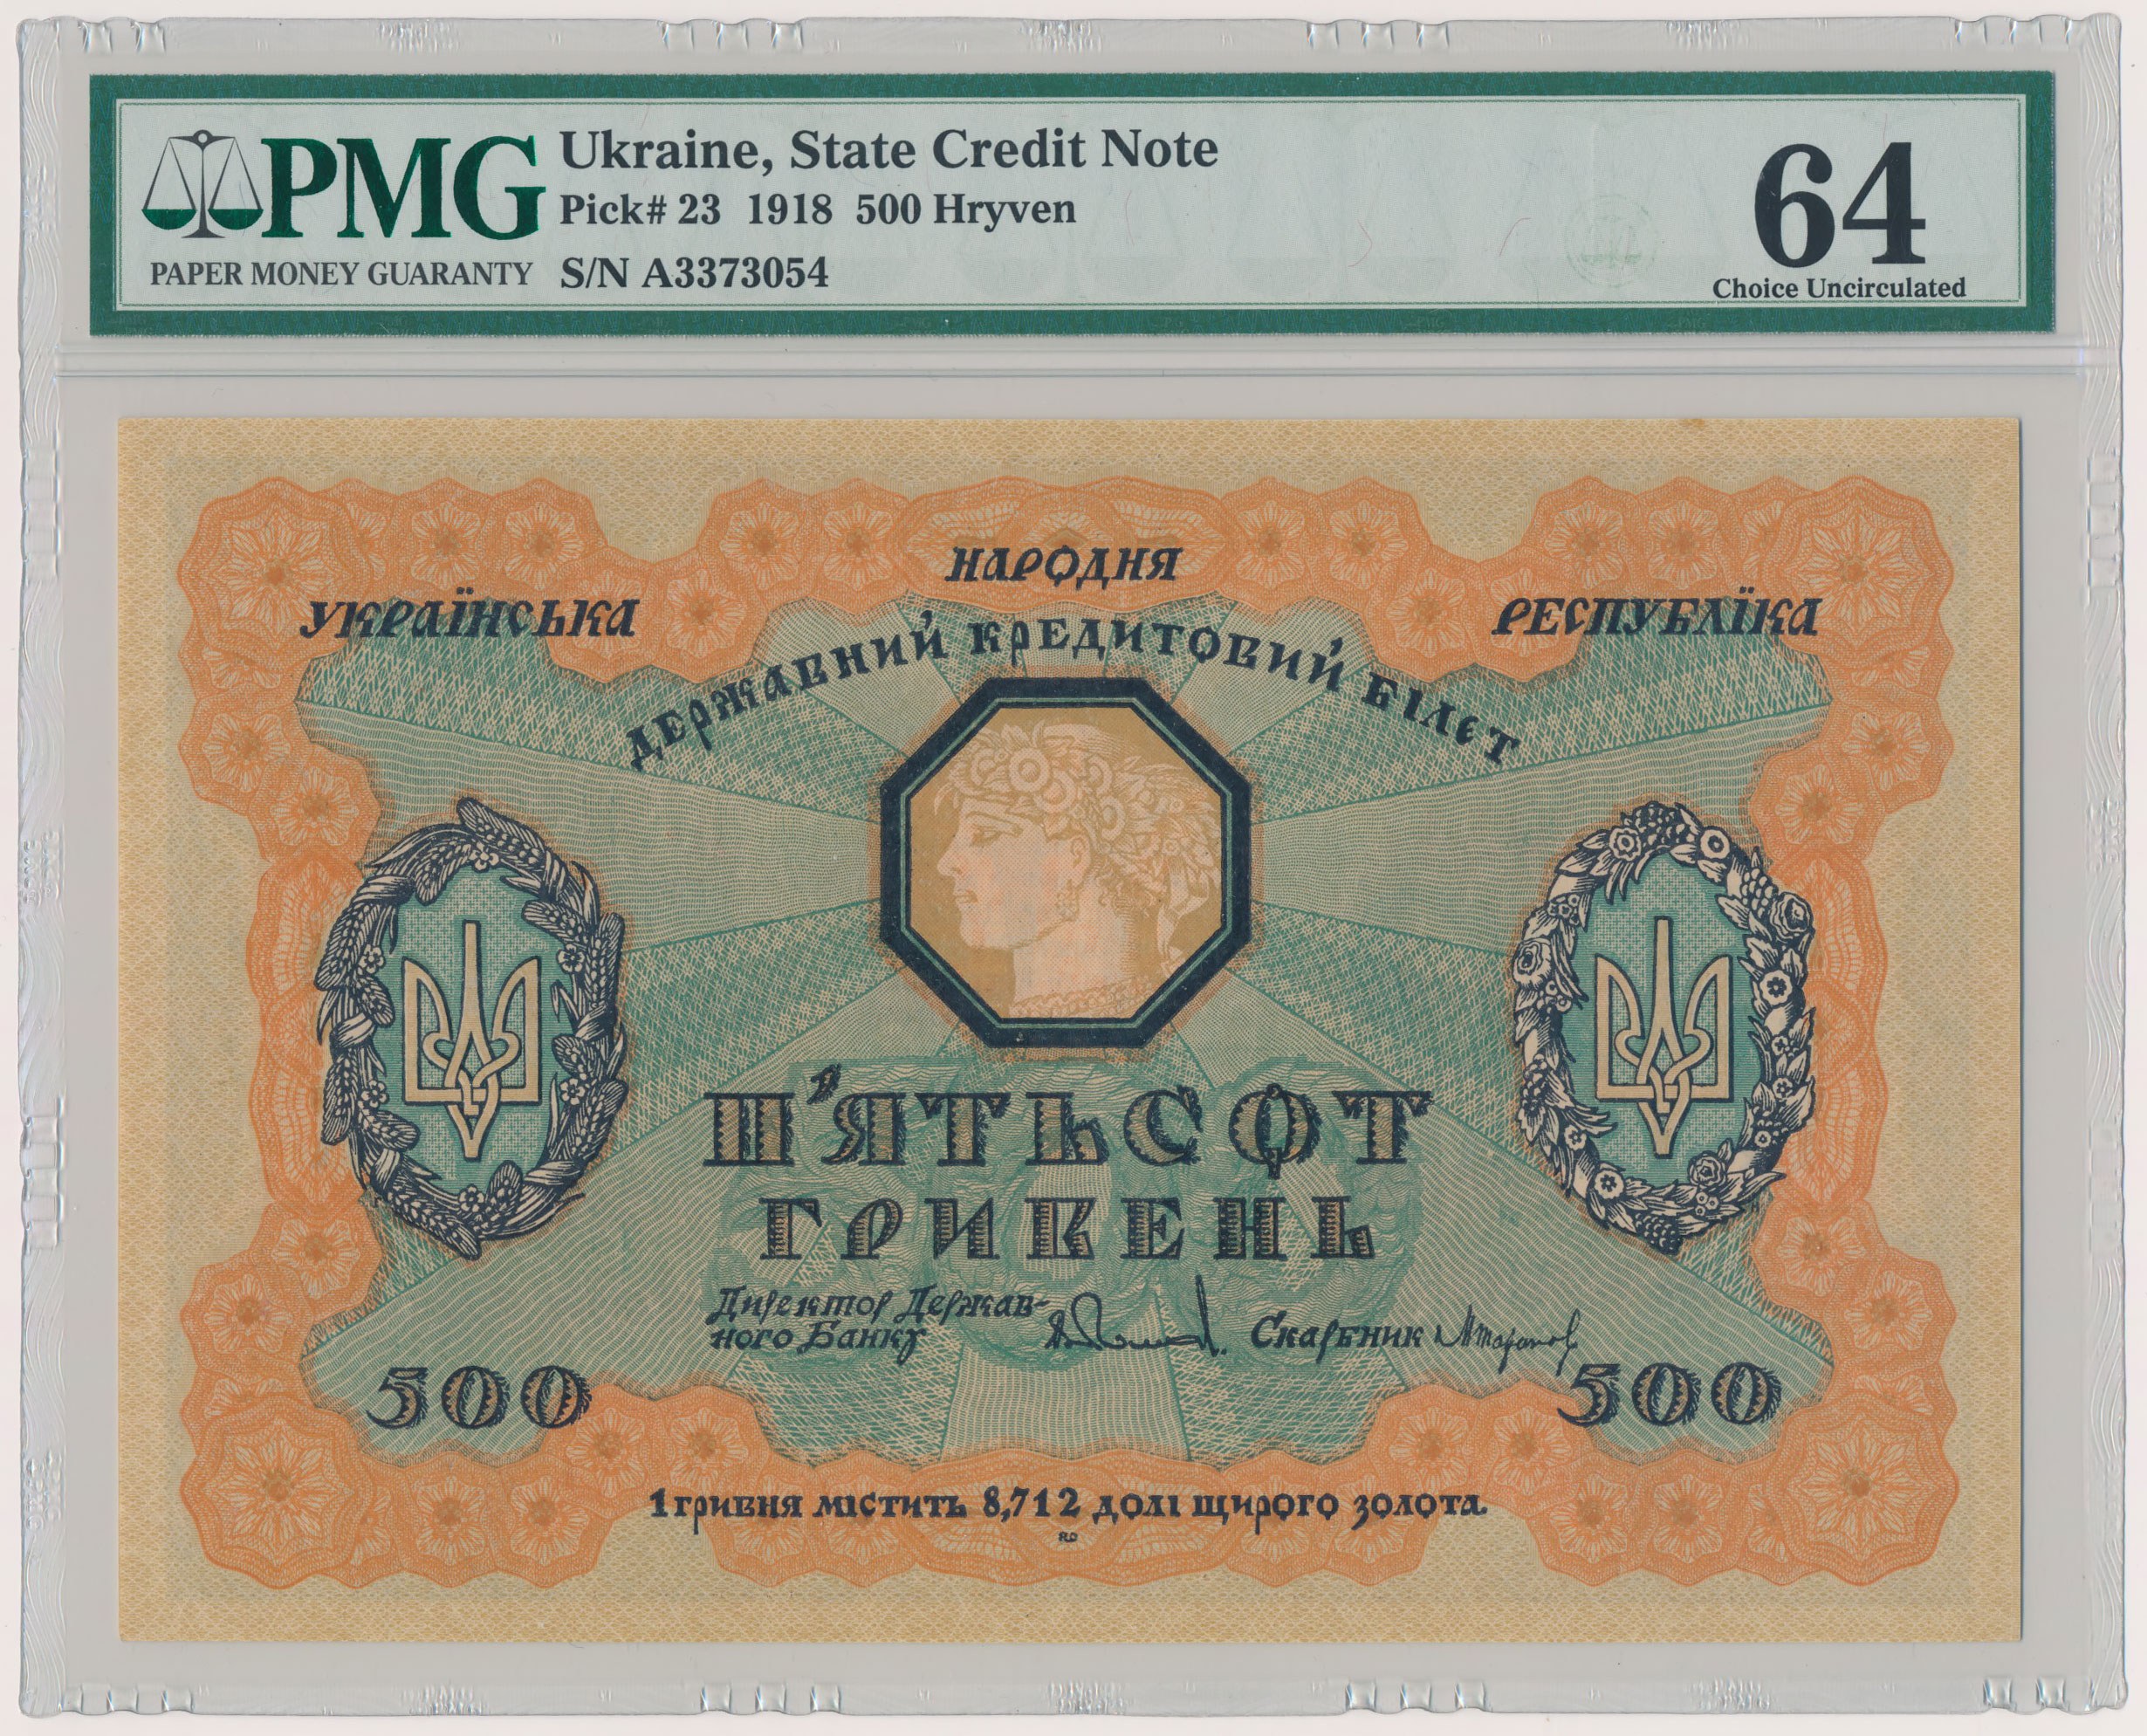 PMG
PAPER MONEY GUARANTY
Ukraine, State Credit Note
Pick# 23 1918 500 Hryven
S/N A3373054
64
Choice Uncirculated
УКРАЇНСЬКА НАРОДНЯ РЕСПУБЛЇКА
ДЕРЖАВНИЙ КРЕДИТОВИЙ БІЛЕТ
П'ЯТЬСОТ
ГРИВЕНЬ
Директор Держав-
ного Банку
Скарбник
500 500
1 гривня містить 8,712 долі щирого золота.